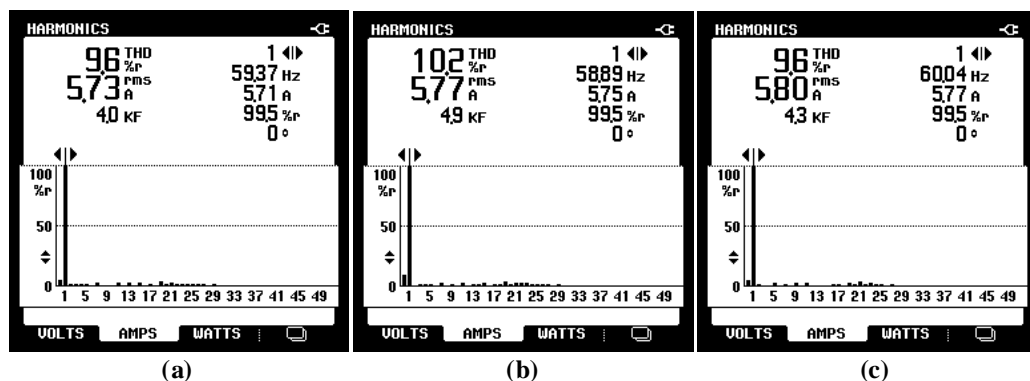 HARMONICS
9,6 THD %r
5,73 rms A
4,0 KF
1
59,37 Hz
5,71 A
99,5 %r
0 °
100
%r
50
0
1 5 9 13 17 21 25 29 33 37 41 45 49
VOLTS AMPS WATTS
(a)
HARMONICS
10,2 THD %r
5,77 rms A
4,9 KF
1
58,89 Hz
5,75 A
99,5 %r
0 °
100
%r
50
0
1 5 9 13 17 21 25 29 33 37 41 45 49
VOLTS AMPS WATTS
(b)
HARMONICS
9,6 THD %r
5,80 rms A
4,3 KF
1
60,04 Hz
5,77 A
99,5 %r
0 °
100
%r
50
0
1 5 9 13 17 21 25 29 33 37 41 45 49
VOLTS AMPS WATTS
(c)